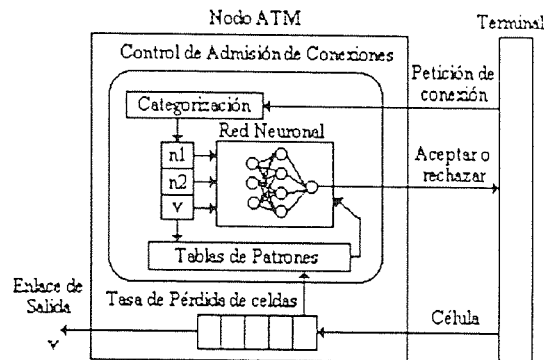 Nodo ATM
Terminal
Control de Admisión de Conexiones
Petición de
conexión
Categorización
Red Neuronal
n1
n2
v
Aceptar o
rechazar
Tablas de Patrones
Enlace de
Salida
v
Tasa de Pérdida de celdas
Célula